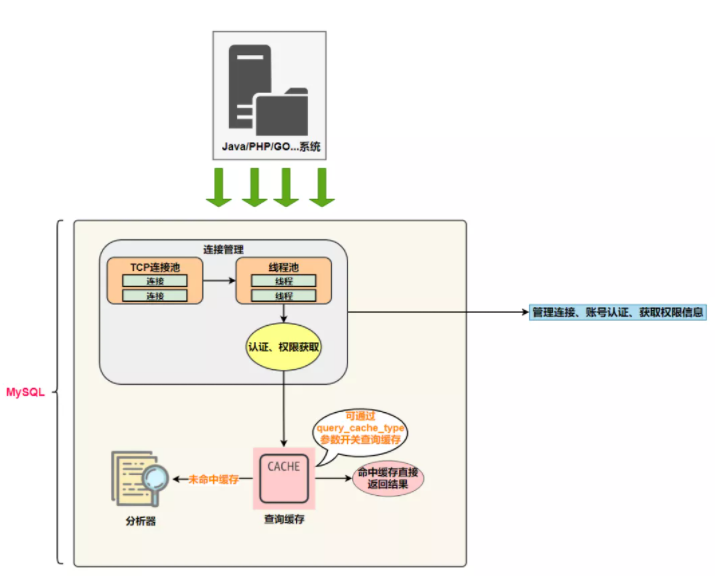 Java/PHP/GO...系统
连接管理
TCP连接池
连接
连接
线程池
线程
线程
管理连接、账号认证、获取权限信息
认证、权限获取
MySQL
可通过
query_cache_type
参数开关查询缓存
CACHE
未命中缓存
命中缓存直接
返回结果
分析器
查询缓存